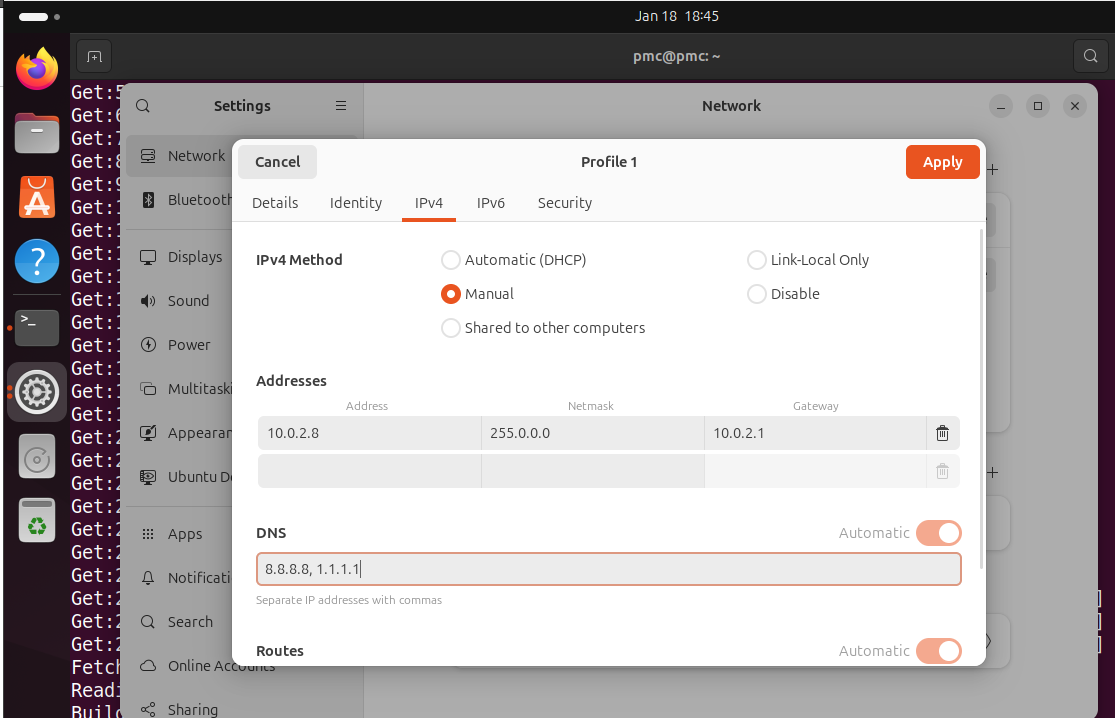 Jan 18 18:45
pmc@pmc: ~
Get:5
Get:6
Get:7
Get:8
Get:9
Get:1
Get:1
Get:1
Get:1
Get:1
Get:1
Get:1
Get:1
Get:1
Get:1
Get:2
Get:2
Get:2
Get:2
Get:2
Get:2
Get:2
Get:2
Get:2
Fetch
Readi
Build
]
]
]
Settings
Network
Network
Bluetooth
Displays
Sound
Power
Multitaski
Appearan
Ubuntu De
Apps
Notificati
Search
Online Accounts
Sharing
Cancel
Profile 1
Apply
Details Identity IPv4 IPv6 Security
IPv4 Method
Automatic (DHCP)
Link-Local Only
Manual
Disable
Shared to other computers
Addresses
Address Netmask Gateway
10.0.2.8 255.0.0.0 10.0.2.1
DNS
Automatic
8.8.8.8, 1.1.1.1
Separate IP addresses with commas
Routes
Automatic